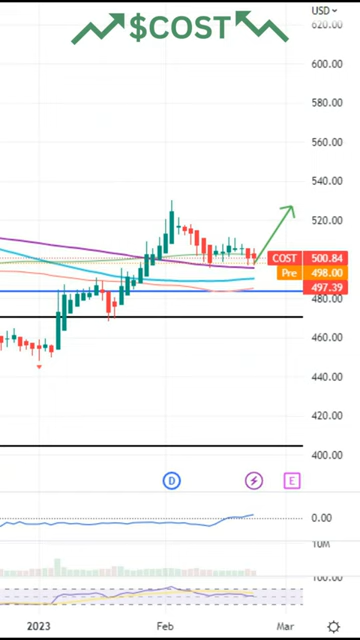 $COST
USD
620.00
600.00
580.00
560.00
540.00
520.00
COST 500.84
Pre 498.00
497.39
480.00
460.00
440.00
420.00
400.00
D
E
0.00
10M
100.00
2023 Feb Mar